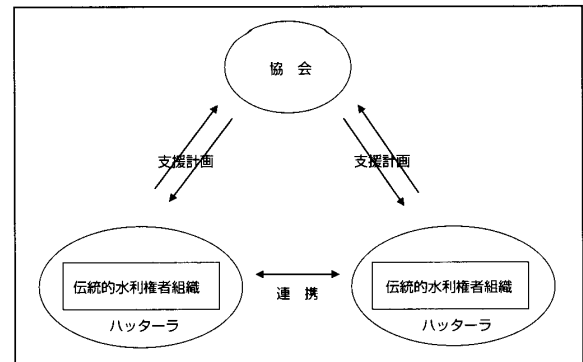 協　会
支援計画　支援計画
伝統的水利権者組織　伝統的水利権者組織
連　携
ハッターラ　ハッターラ